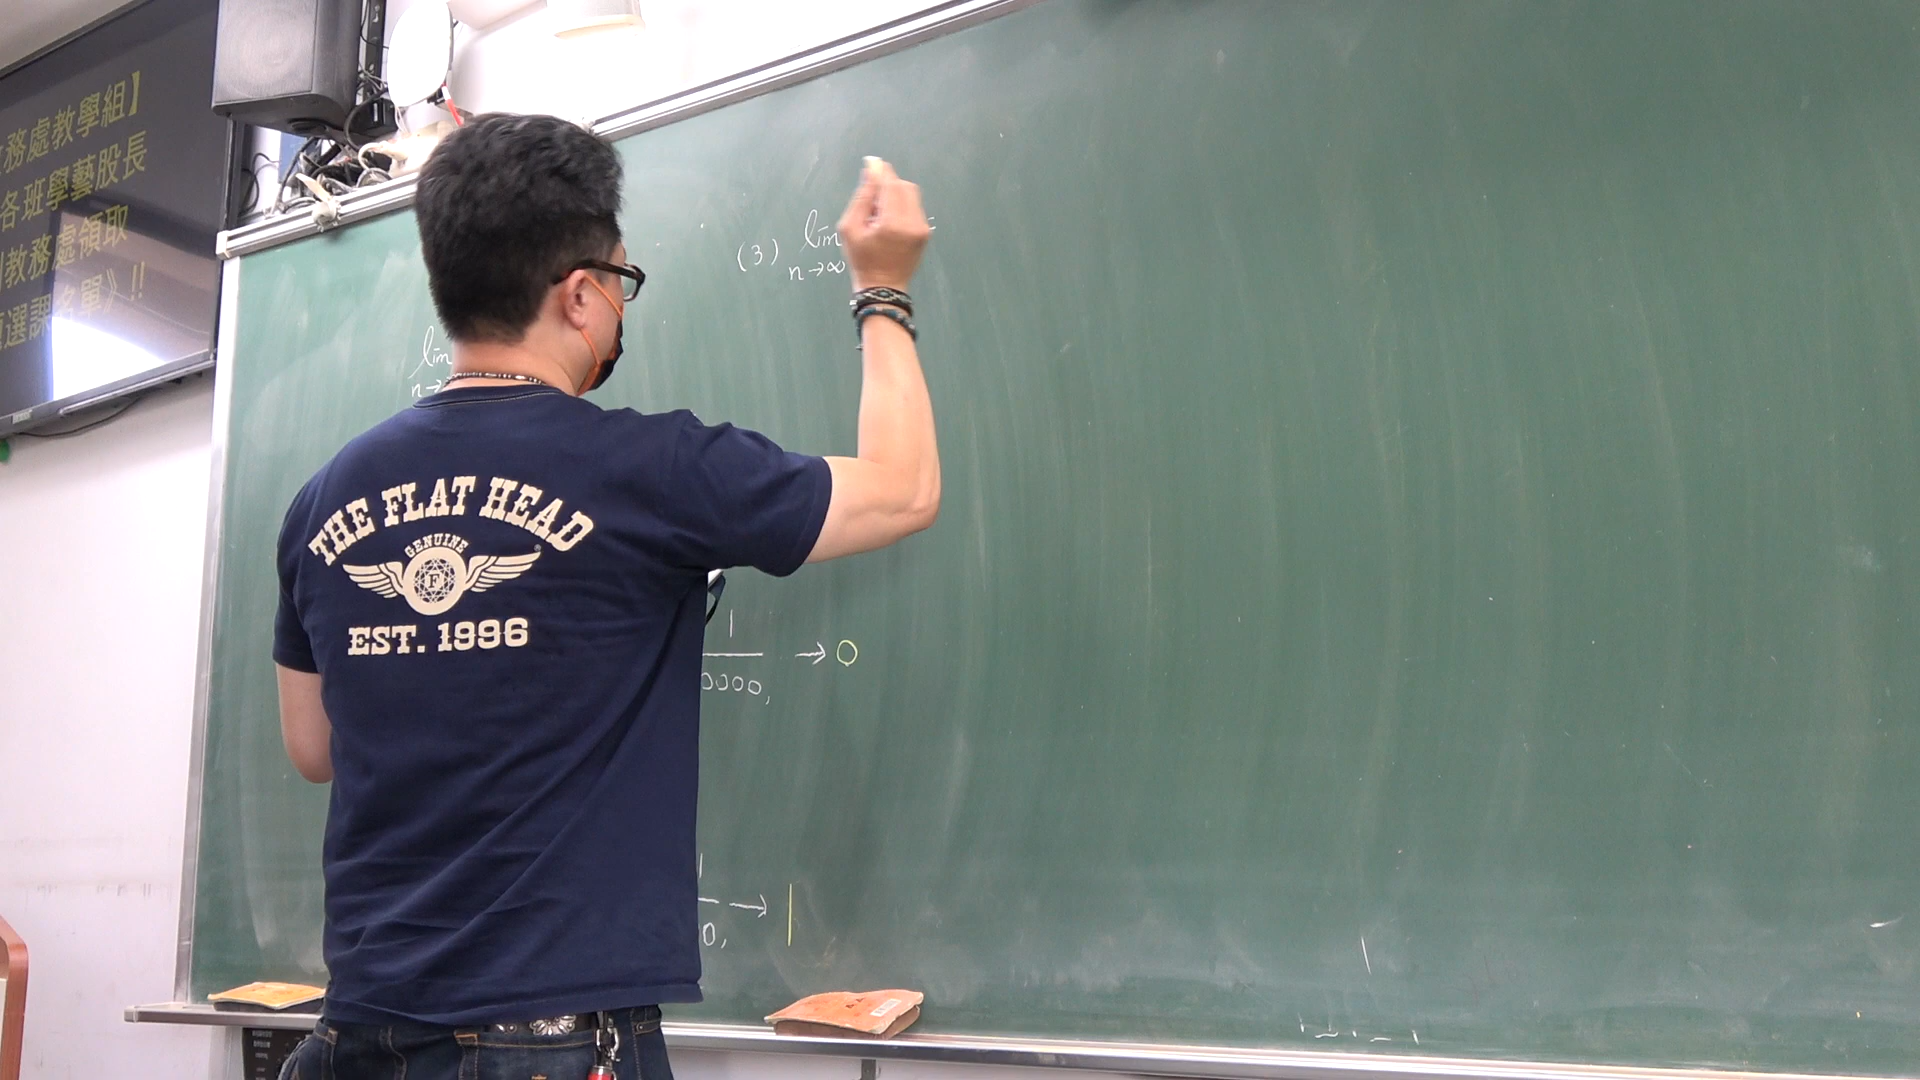 務處教學組】
各班學藝股長
教務處領取
選課名單》!!
(3) lim
n→∞
lim
n→
THE FLAT HEAD
GENUINE
F
EST. 1996
1
0000,
→ 0
0,
→ 1